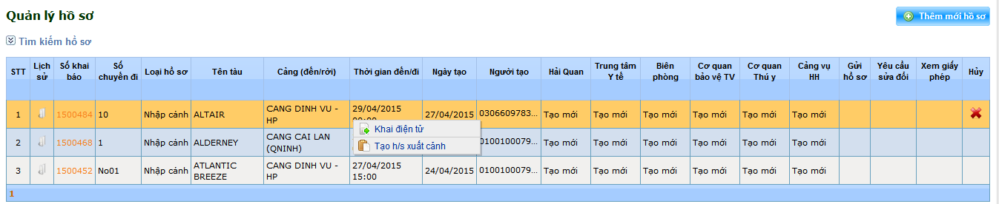 Quản lý hồ sơ
Thêm mới hồ sơ
Tìm kiếm hồ sơ
STT Lịch sử Số khai báo Số chuyến đi Loại hồ sơ Tên tàu Cảng (đến/rời) Thời gian đến/đi Ngày tạo Người tạo Hải Quan Trung tâm Y tế Biên phòng Cơ quan bảo vệ TV Cơ quan Thú y Cảng vụ HH Gửi hồ sơ Yêu cầu sửa đổi Xem giấy phép Hủy
1 1500484 10 Nhập cảnh ALTAIR CANG DINH VU - HP 29/04/2015 27/04/2015 0306609783... Tạo mới Tạo mới Tạo mới Tạo mới Tạo mới Tạo mới
Khai điện tử
Tạo h/s xuất cảnh
2 1500468 1 Nhập cảnh ALDERNEY CANG CAI LAN (QNINH) 0100100079... Tạo mới Tạo mới Tạo mới Tạo mới Tạo mới Tạo mới
3 1500452 No01 Nhập cảnh ATLANTIC BREEZE CANG DINH VU - HP 27/04/2015 15:00 24/04/2015 0100100079... Tạo mới Tạo mới Tạo mới Tạo mới Tạo mới Tạo mới
1